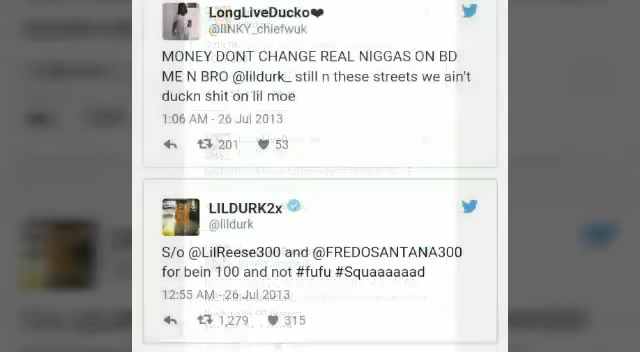 LongLiveDucko❤
@IINKY_chiefwuk
MONEY DONT CHANGE REAL NIGGAS ON BD
ME N BRO @lildurk_ still n these streets we ain't
duckn shit on lil moe
1:06 AM - 26 Jul 2013
201 53
LILDURK2x
@lildurk
S/o @LilReese300 and @FREDOSANTANA300
for bein 100 and not #fufu #Squaaaaaad
12:55 AM - 26 Jul 2013
1,279 315